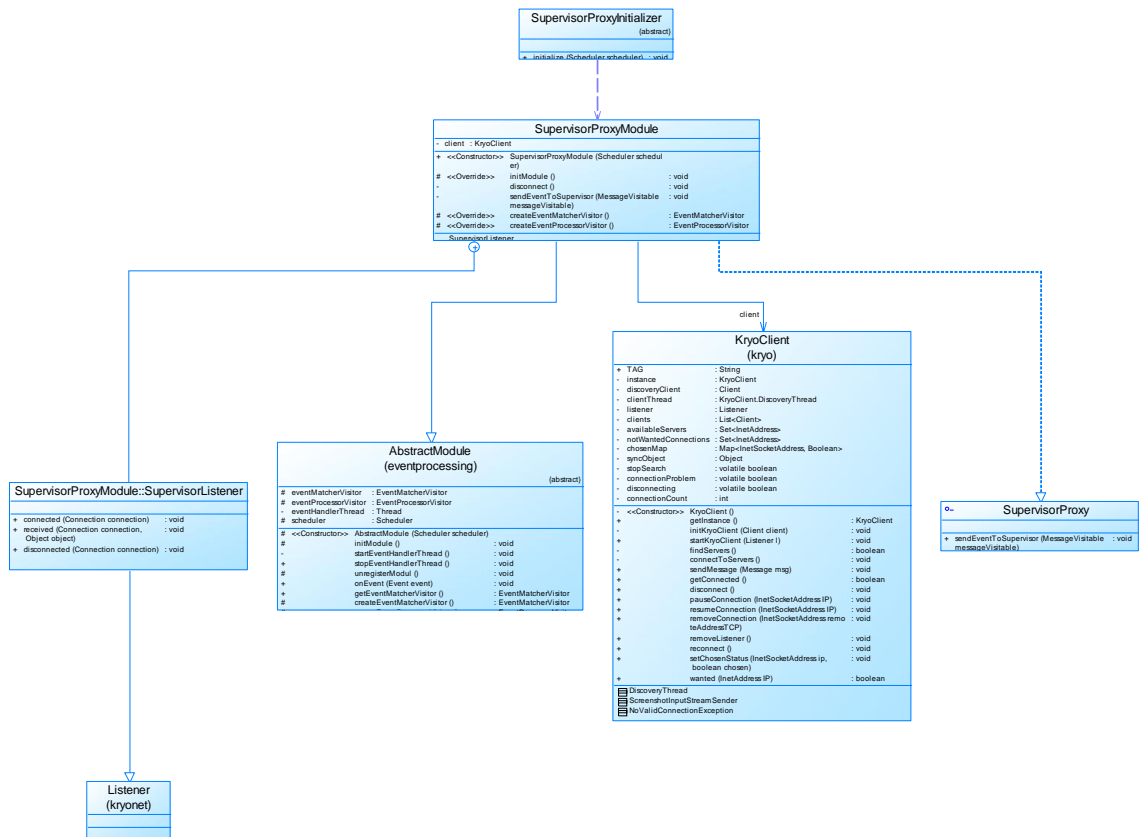 SupervisorProxyInitializer
(abstract)
+ initialize (Scheduler scheduler) : void
SupervisorProxyModule
- client : KryoClient
+ <<Constructor>> SupervisorProxyModule (Scheduler schedul
er)
# <<Override>> initModule () : void
- disconnect () : void
- sendEventToSupervisor (MessageVisitable : void
messageVisitable)
# <<Override>> createEventMatcherVisitor () : EventMatcherVisitor
# <<Override>> createEventProcessorVisitor () : EventProcessorVisitor
SupervisorListener
client
KryoClient
(kryo)
+ TAG : String
- instance : KryoClient
- discoveryClient : Client
- clientThread : KryoClient.DiscoveryThread
- listener : Listener
- clients : List<Client>
- availableServers : Set<InetAddress>
- notWantedConnections : Set<InetAddress>
- chosenMap : Map<InetSocketAddress, Boolean>
- syncObject : Object
- stopSearch : volatile boolean
- connectionProblem : volatile boolean
- disconnecting : volatile boolean
- connectionCount : int
- <<Constructor>> KryoClient ()
+ getInstance () : KryoClient
- initKryoClient (Client client) : void
+ startKryoClient (Listener l) : void
- findServers () : boolean
- connectToServers () : void
+ sendMessage (Message msg) : void
+ getConnected () : boolean
+ disconnect () : void
+ pauseConnection (InetSocketAddress IP) : void
+ resumeConnection (InetSocketAddress IP) : void
+ removeConnection (InetSocketAddress remo : void
teAddressTCP)
+ removeListener () : void
+ reconnect () : void
+ setChosenStatus (InetSocketAddress ip, : void
boolean chosen)
+ wanted (InetAddress IP) : boolean
DiscoveryThread
ScreenshotInputStreamSender
NoValidConnectionException
AbstractModule
(eventprocessing)
(abstract)
# eventMatcherVisitor : EventMatcherVisitor
# eventProcessorVisitor : EventProcessorVisitor
- eventHandlerThread : Thread
# scheduler : Scheduler
# <<Constructor>> AbstractModule (Scheduler scheduler)
# initModule () : void
- startEventHandlerThread () : void
+ stopEventHandlerThread () : void
# unregisterModul () : void
+ onEvent (Event event) : void
+ getEventMatcherVisitor () : EventMatcherVisitor
# createEventMatcherVisitor () : EventMatcherVisitor
SupervisorProxyModule::SupervisorListener
+ connected (Connection connection) : void
+ received (Connection connection, : void
Object object)
+ disconnected (Connection connection) : void
SupervisorProxy
+ sendEventToSupervisor (MessageVisitable : void
messageVisitable)
Listener
(kryonet)